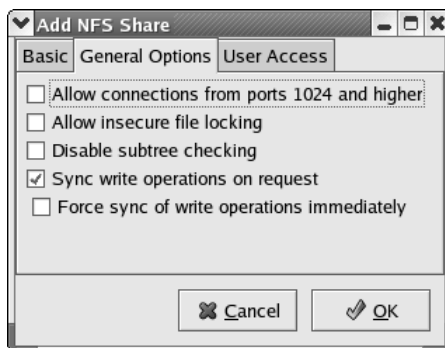 Add NFS Share
Basic General Options User Access
Allow connections from ports 1024 and higher
Allow insecure file locking
Disable subtree checking
Sync write operations on request
Force sync of write operations immediately
Cancel OK